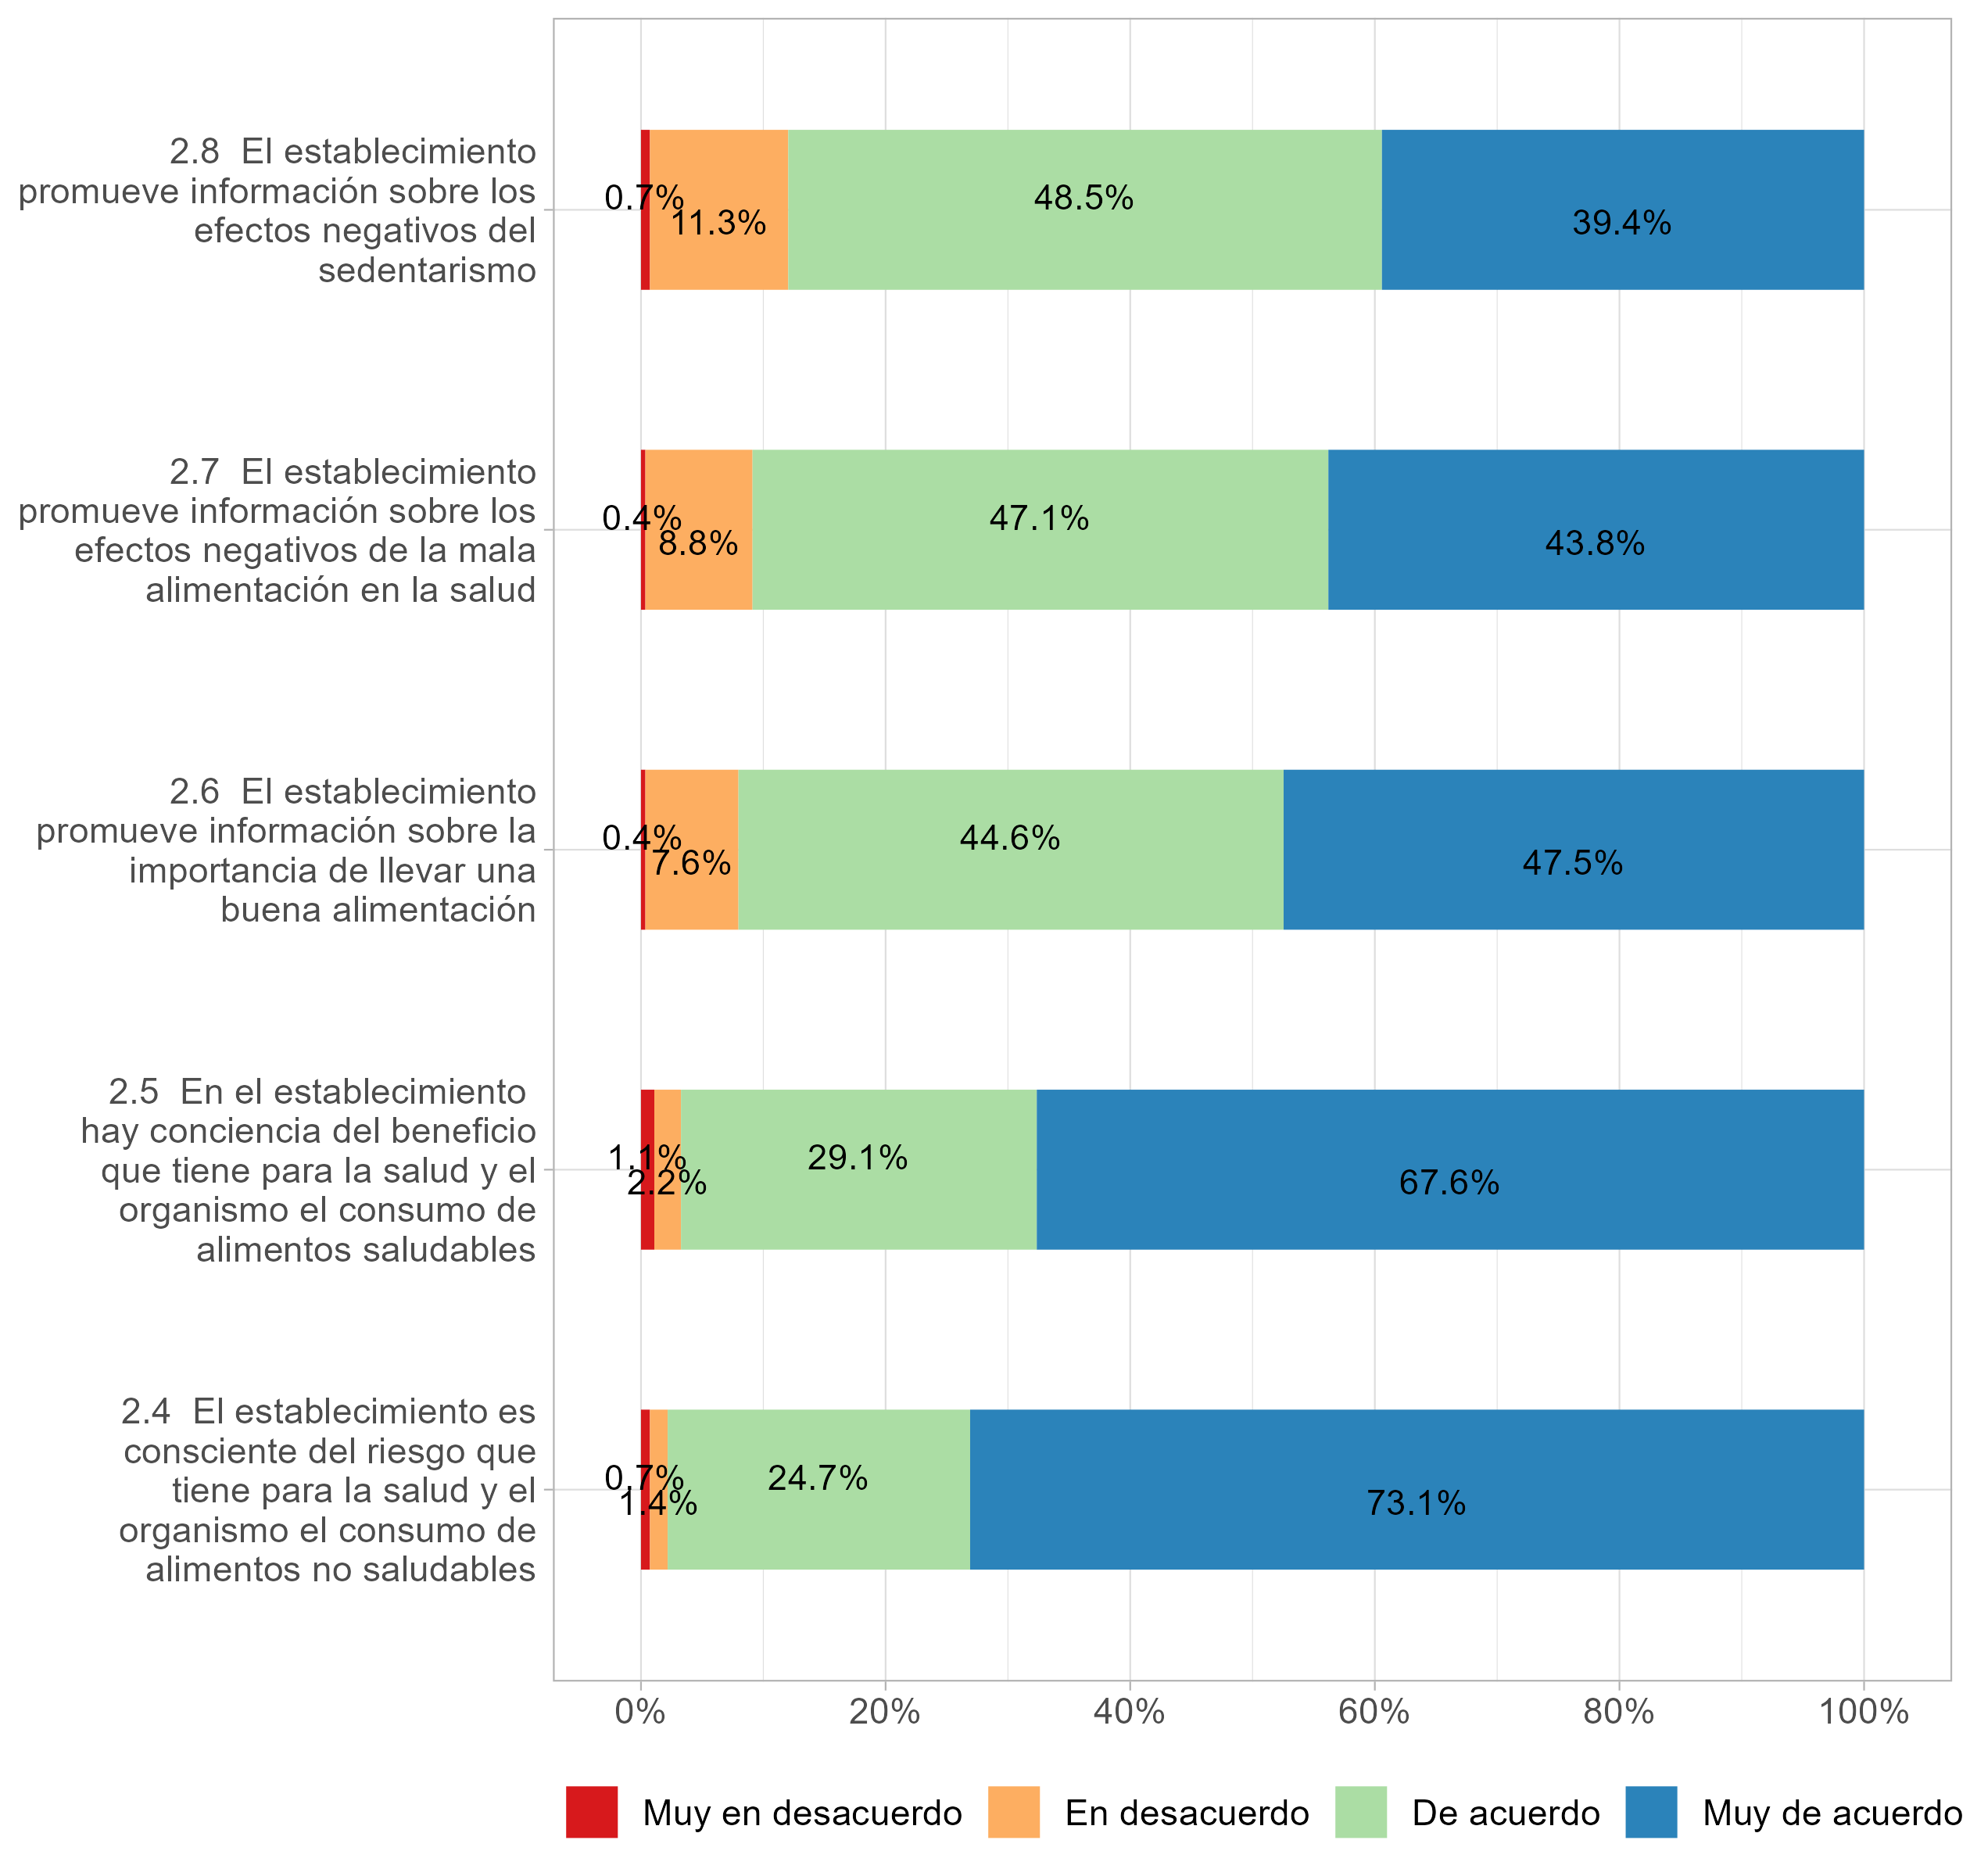 2.8  El establecimiento
promueve información sobre los
efectos negativos del
sedentarismo
0.7%
11.3%
48.5%
39.4%
2.7  El establecimiento
promueve información sobre los
efectos negativos de la mala
alimentación en la salud
0.4%
8.8%
47.1%
43.8%
2.6  El establecimiento
promueve información sobre la
importancia de llevar una
buena alimentación
0.4%
7.6%
44.6%
47.5%
2.5  En el establecimiento
hay conciencia del beneficio
que tiene para la salud y el
organismo el consumo de
alimentos saludables
1.1%
2.2%
29.1%
67.6%
2.4  El establecimiento es
consciente del riesgo que
tiene para la salud y el
organismo el consumo de
alimentos no saludables
0.7%
1.4%
24.7%
73.1%
0% 20% 40% 60% 80% 100%
Muy en desacuerdo En desacuerdo De acuerdo Muy de acuerdo